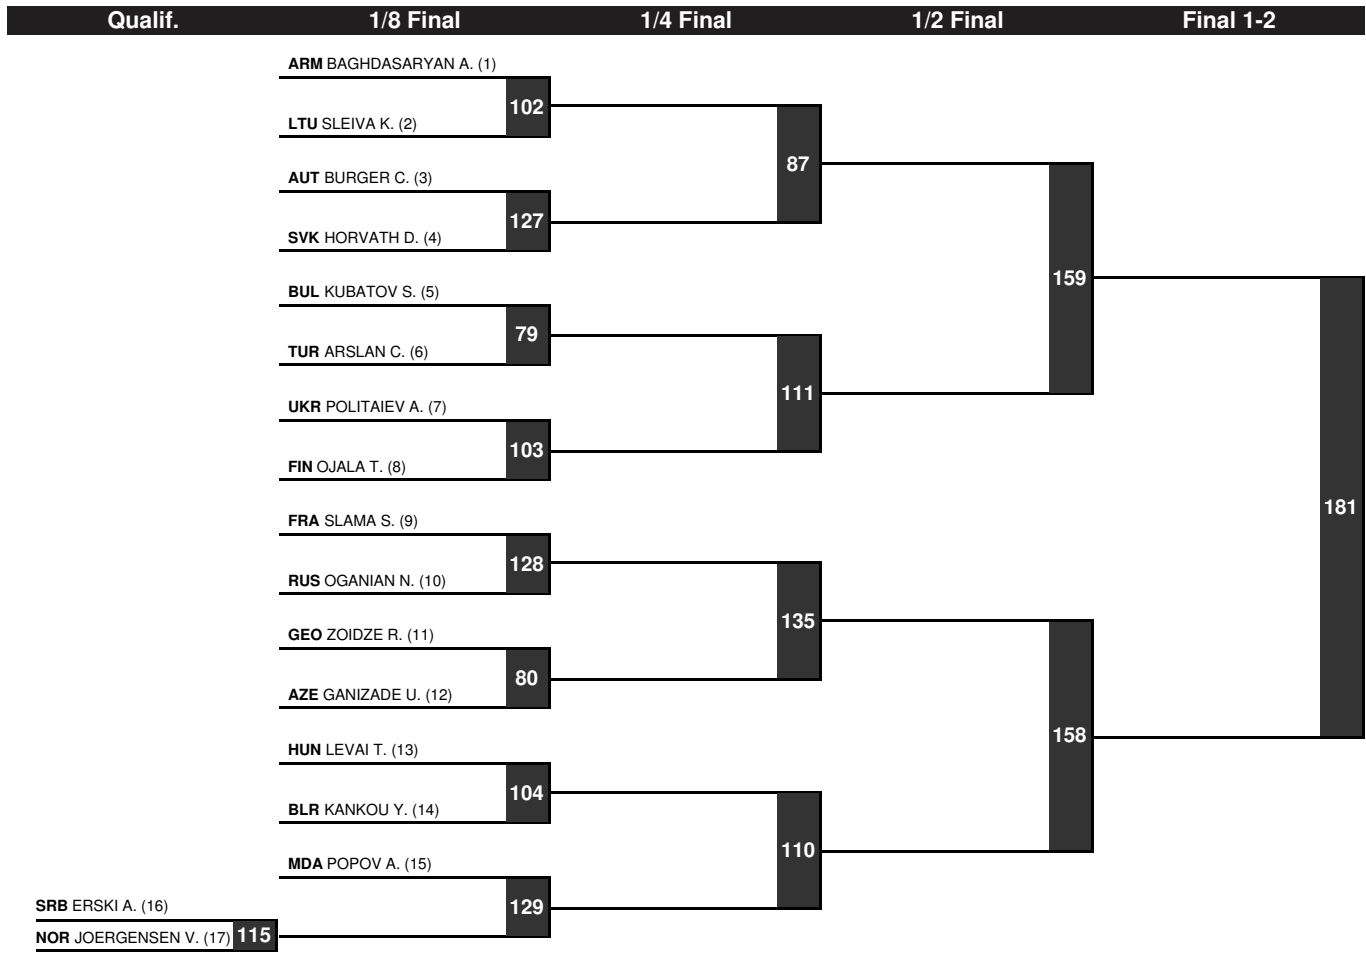 Qualif. 1/8 Final 1/4 Final 1/2 Final Final 1-2
ARM BAGHDASARYAN A. (1)
102
LTU SLEIVA K. (2)
87
AUT BURGER C. (3)
127
SVK HORVATH D. (4)
159
BUL KUBATOV S. (5)
79
TUR ARSLAN C. (6)
111
UKR POLITAIEV A. (7)
103
FIN OJALA T. (8)
181
FRA SLAMA S. (9)
128
RUS OGANIAN N. (10)
135
GEO ZOIDZE R. (11)
80
AZE GANIZADE U. (12)
158
HUN LEVAI T. (13)
104
BLR KANKOU Y. (14)
110
MDA POPOV A. (15)
129
SRB ERSKI A. (16)
NOR JOERGENSEN V. (17) 115